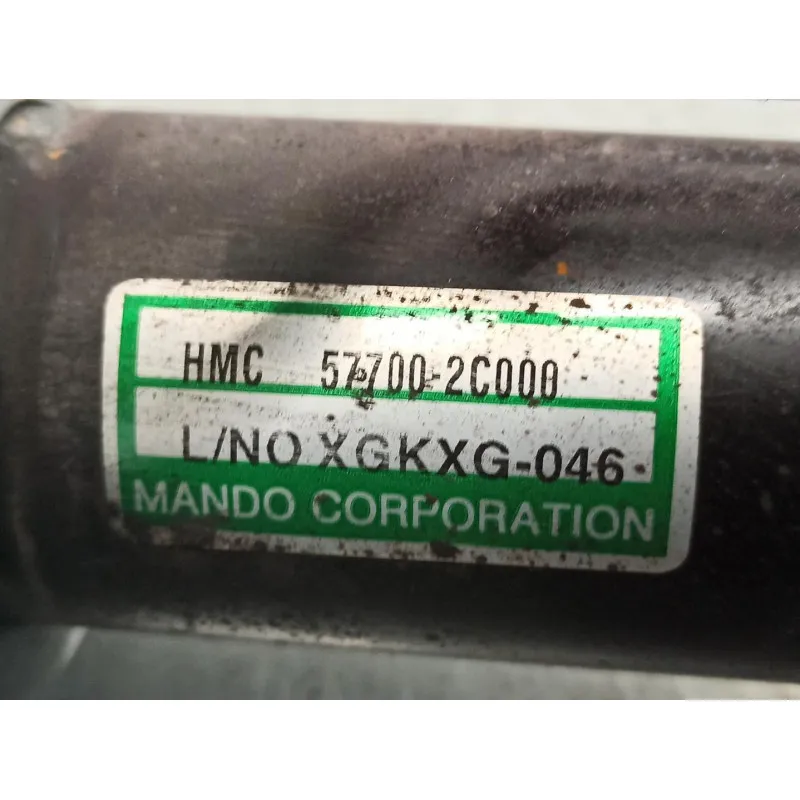 HMC 57700-2C000
L/NO XGKXG-046
MANDO CORPORATION